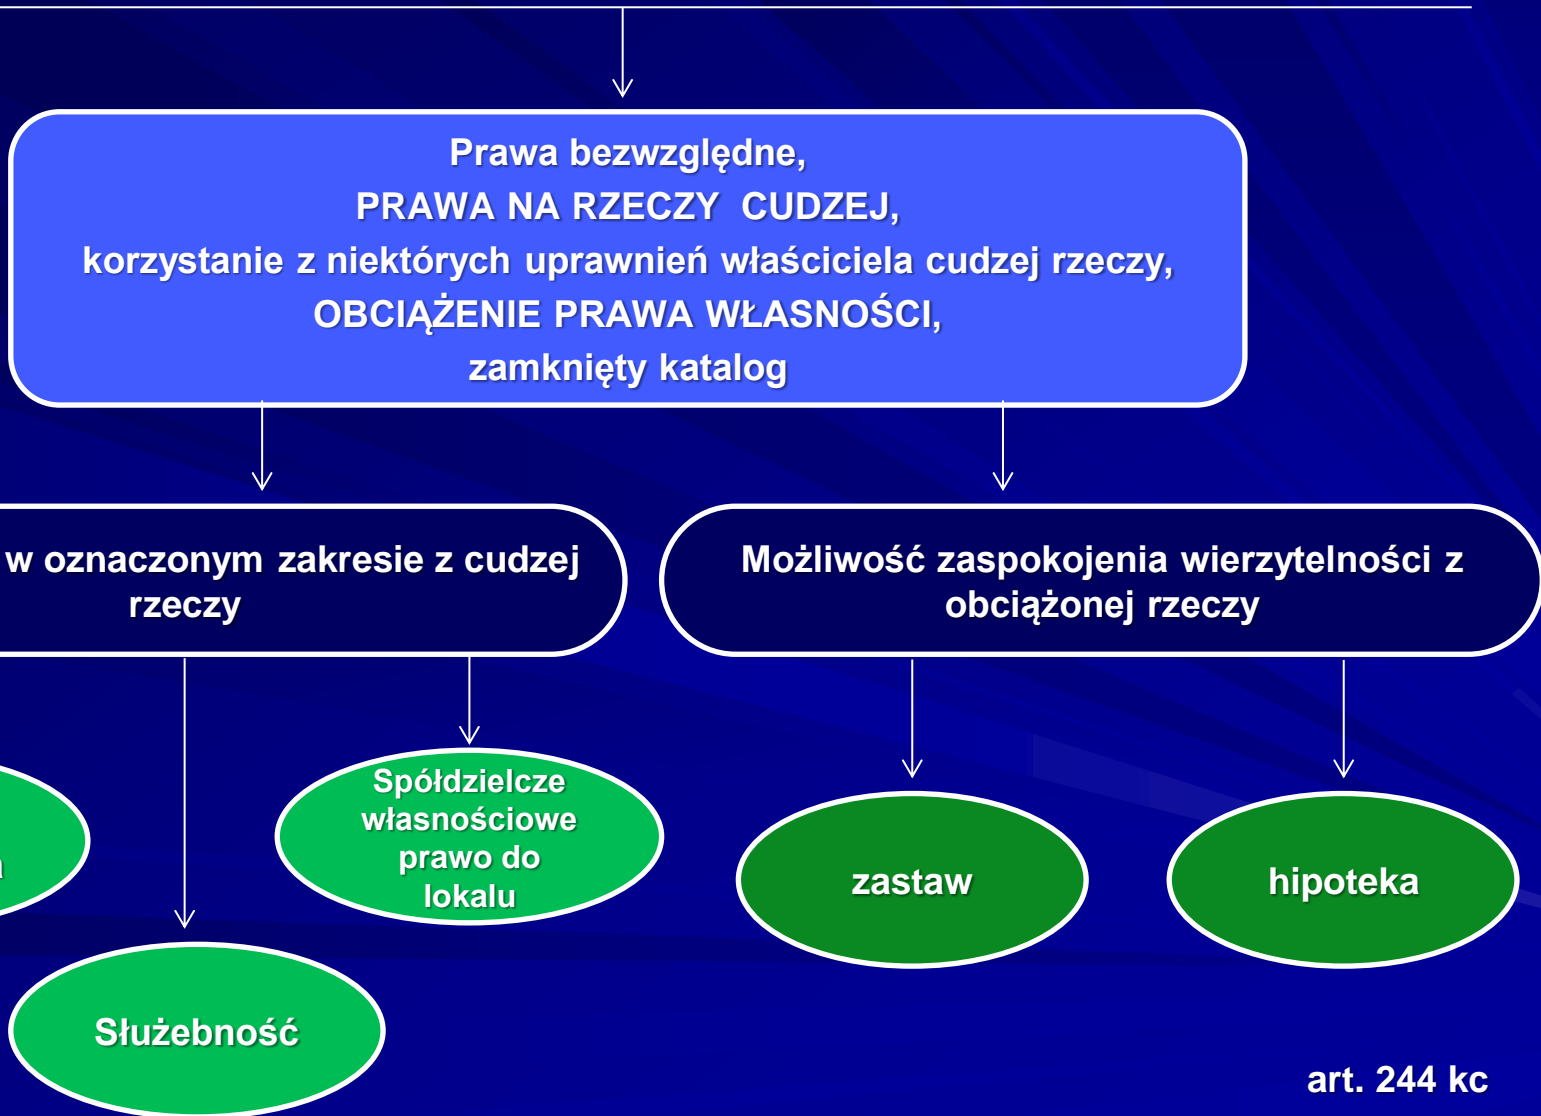 Prawa bezwzględne,
PRAWA NA RZECZY CUDZEJ,
korzystanie z niektórych uprawnień właściciela cudzej rzeczy,
OBCIĄŻENIE PRAWA WŁASNOŚCI,
zamknięty katalog
w oznaczonym zakresie z cudzej
rzeczy
Możliwość zaspokojenia wierzytelności z
obciążonej rzeczy
Spółdzielcze
własnościowe
prawo do
lokalu
zastaw
hipoteka
Służebność
art. 244 kc